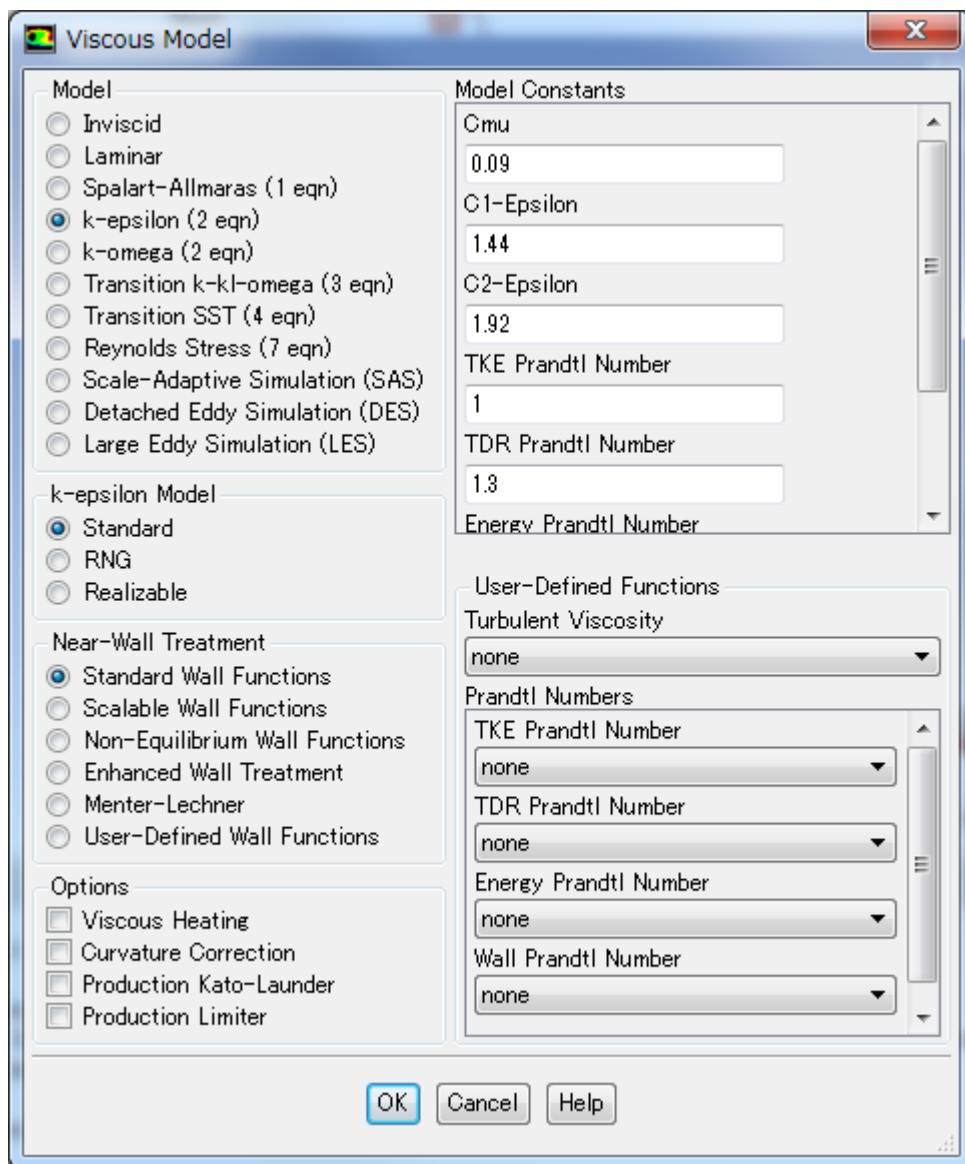 Viscous Model
Model
Inviscid
Laminar
Spalart-Allmaras (1 eqn)
k-epsilon (2 eqn)
k-omega (2 eqn)
Transition k-kl-omega (3 eqn)
Transition SST (4 eqn)
Reynolds Stress (7 eqn)
Scale-Adaptive Simulation (SAS)
Detached Eddy Simulation (DES)
Large Eddy Simulation (LES)
k-epsilon Model
Standard
RNG
Realizable
Near-Wall Treatment
Standard Wall Functions
Scalable Wall Functions
Non-Equilibrium Wall Functions
Enhanced Wall Treatment
Menter-Lechner
User-Defined Wall Functions
Options
Viscous Heating
Curvature Correction
Production Kato-Launder
Production Limiter
Model Constants
Cmu
0.09
C1-Epsilon
1.44
C2-Epsilon
1.92
TKE Prandtl Number
1
TDR Prandtl Number
1.3
Energy Prandtl Number
User-Defined Functions
Turbulent Viscosity
none
Prandtl Numbers
TKE Prandtl Number
none
TDR Prandtl Number
none
Energy Prandtl Number
none
Wall Prandtl Number
none
OK
Cancel
Help